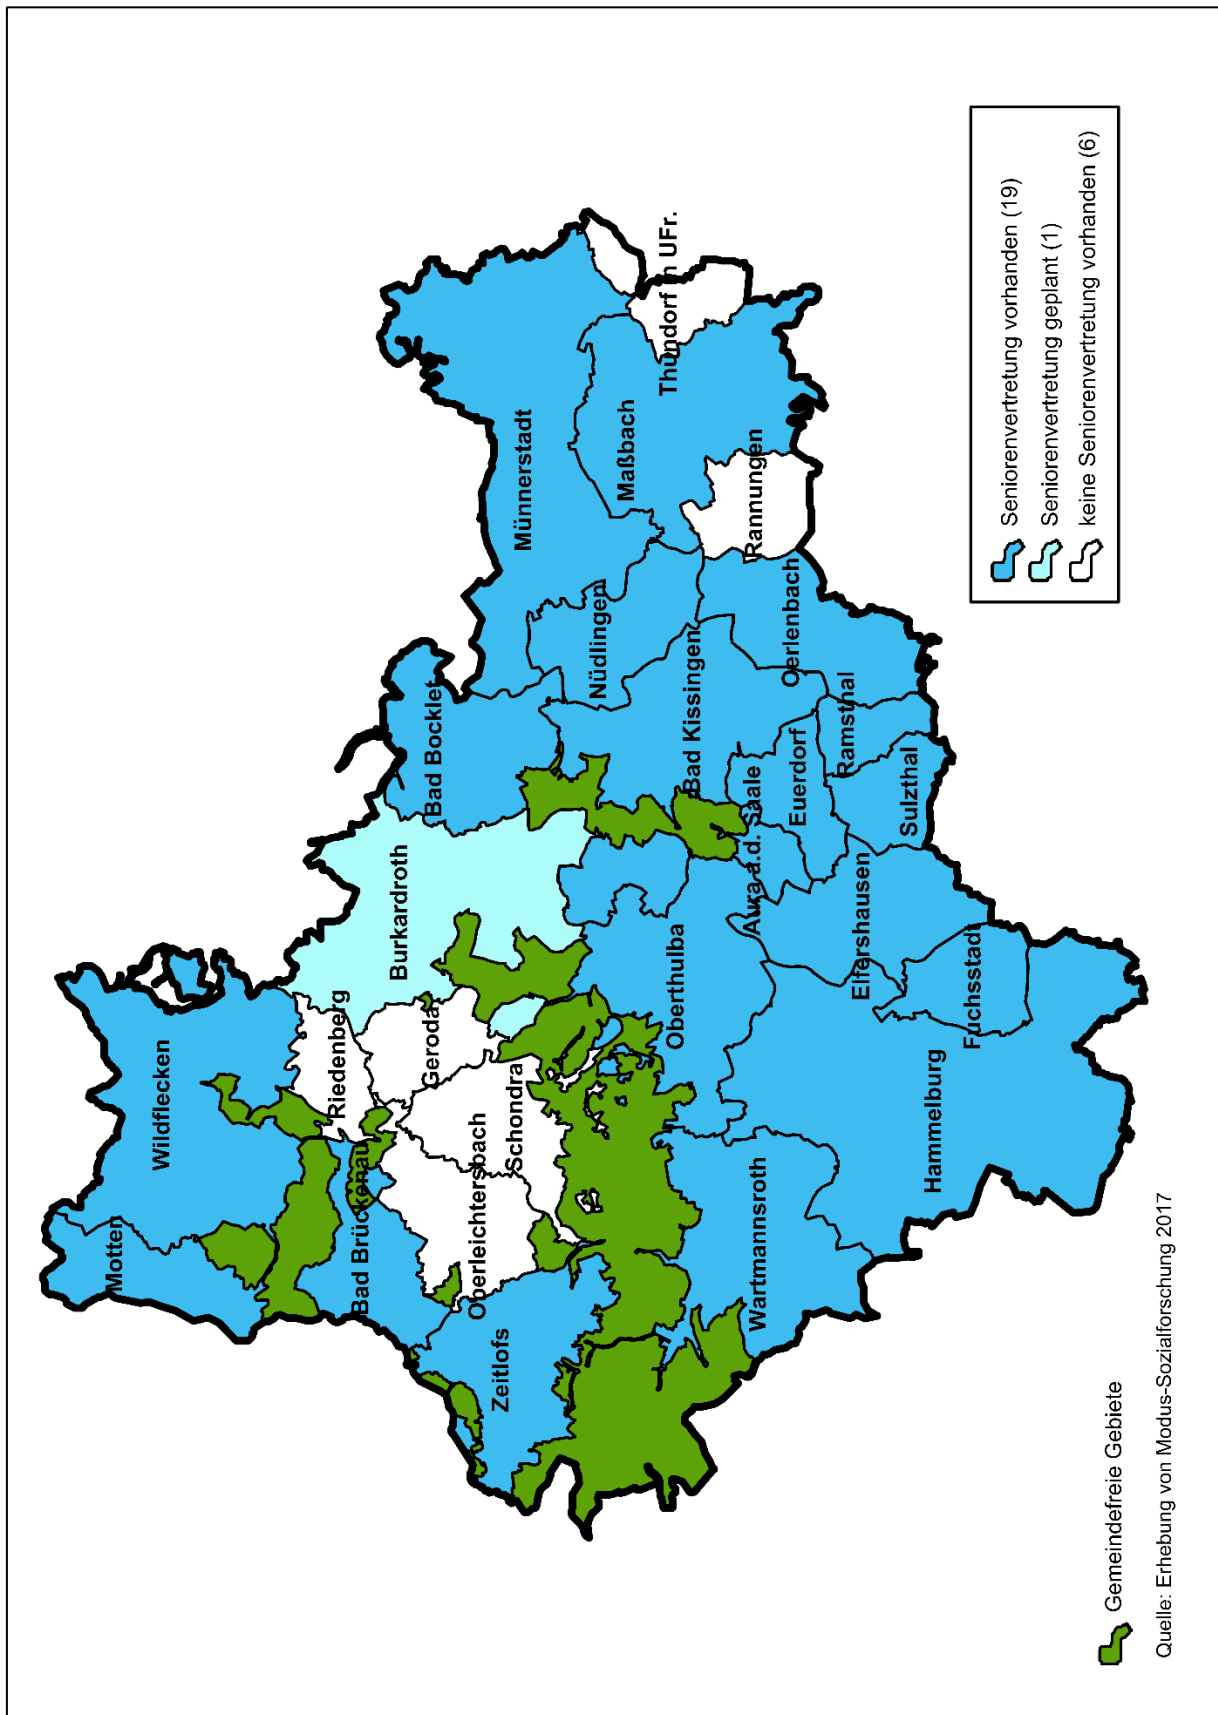 Motten
Wildflecken
Bad Brückenau
Riedenberg
Geroda
Oberleichtersbach
Schondra
Zeitlofs
Burkardroth
Bad Bocklet
Münnerstadt
Nüdlingen
Maßbach
Thundorf in UFr.
Rannungen
Bad Kissingen
Oerlenbach
Oberthulba
Aura a.d. Saale
Euerdorf
Ramsthal
Sulzthal
Elfershausen
Fuchsstadt
Hammelburg
Wartmannsroth
Seniorenvertretung vorhanden (19)
Seniorenvertretung geplant (1)
keine Seniorenvertretung vorhanden (6)
Gemeindefreie Gebiete
Quelle: Erhebung von Modus-Sozialforschung 2017